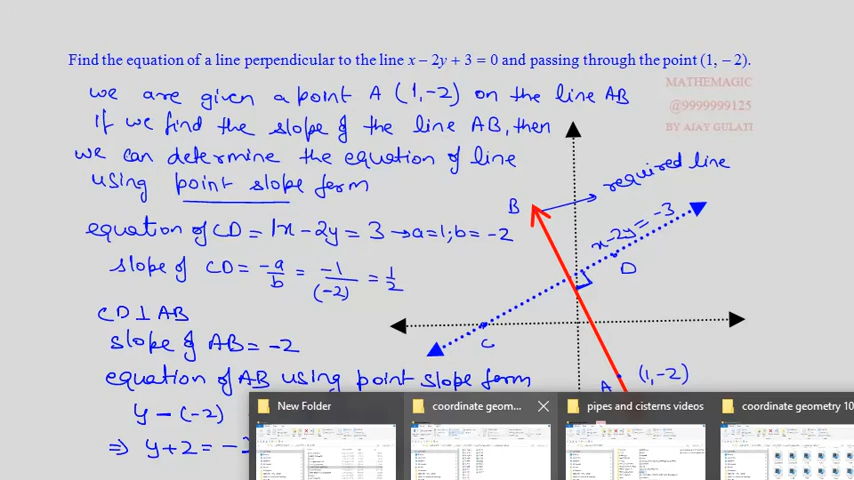 Find the equation of a line perpendicular to the line x – 2y + 3 = 0 and passing through the point (1, – 2).
MATHEMAGIC
@9999999125
BY AJAY GULATI
we are given a point A (1,-2) on the line AB
If we find the slope of the line AB, then
we can determine the equation of line
using point slope form
required line
B
equation of CD = 1x - 2y = 3 → a=1; b= -2
x-2y = -3
D
slope of CD = -a/b = -1/(-2) = 1/2
CD ⊥ AB
C
slope of AB = -2
equation of AB using point slope form
(1,-2)
A
y - (-2)
⇒ y+2 = -2
New Folder
coordinate geom...
pipes and cisterns videos
coordinate geometry 10